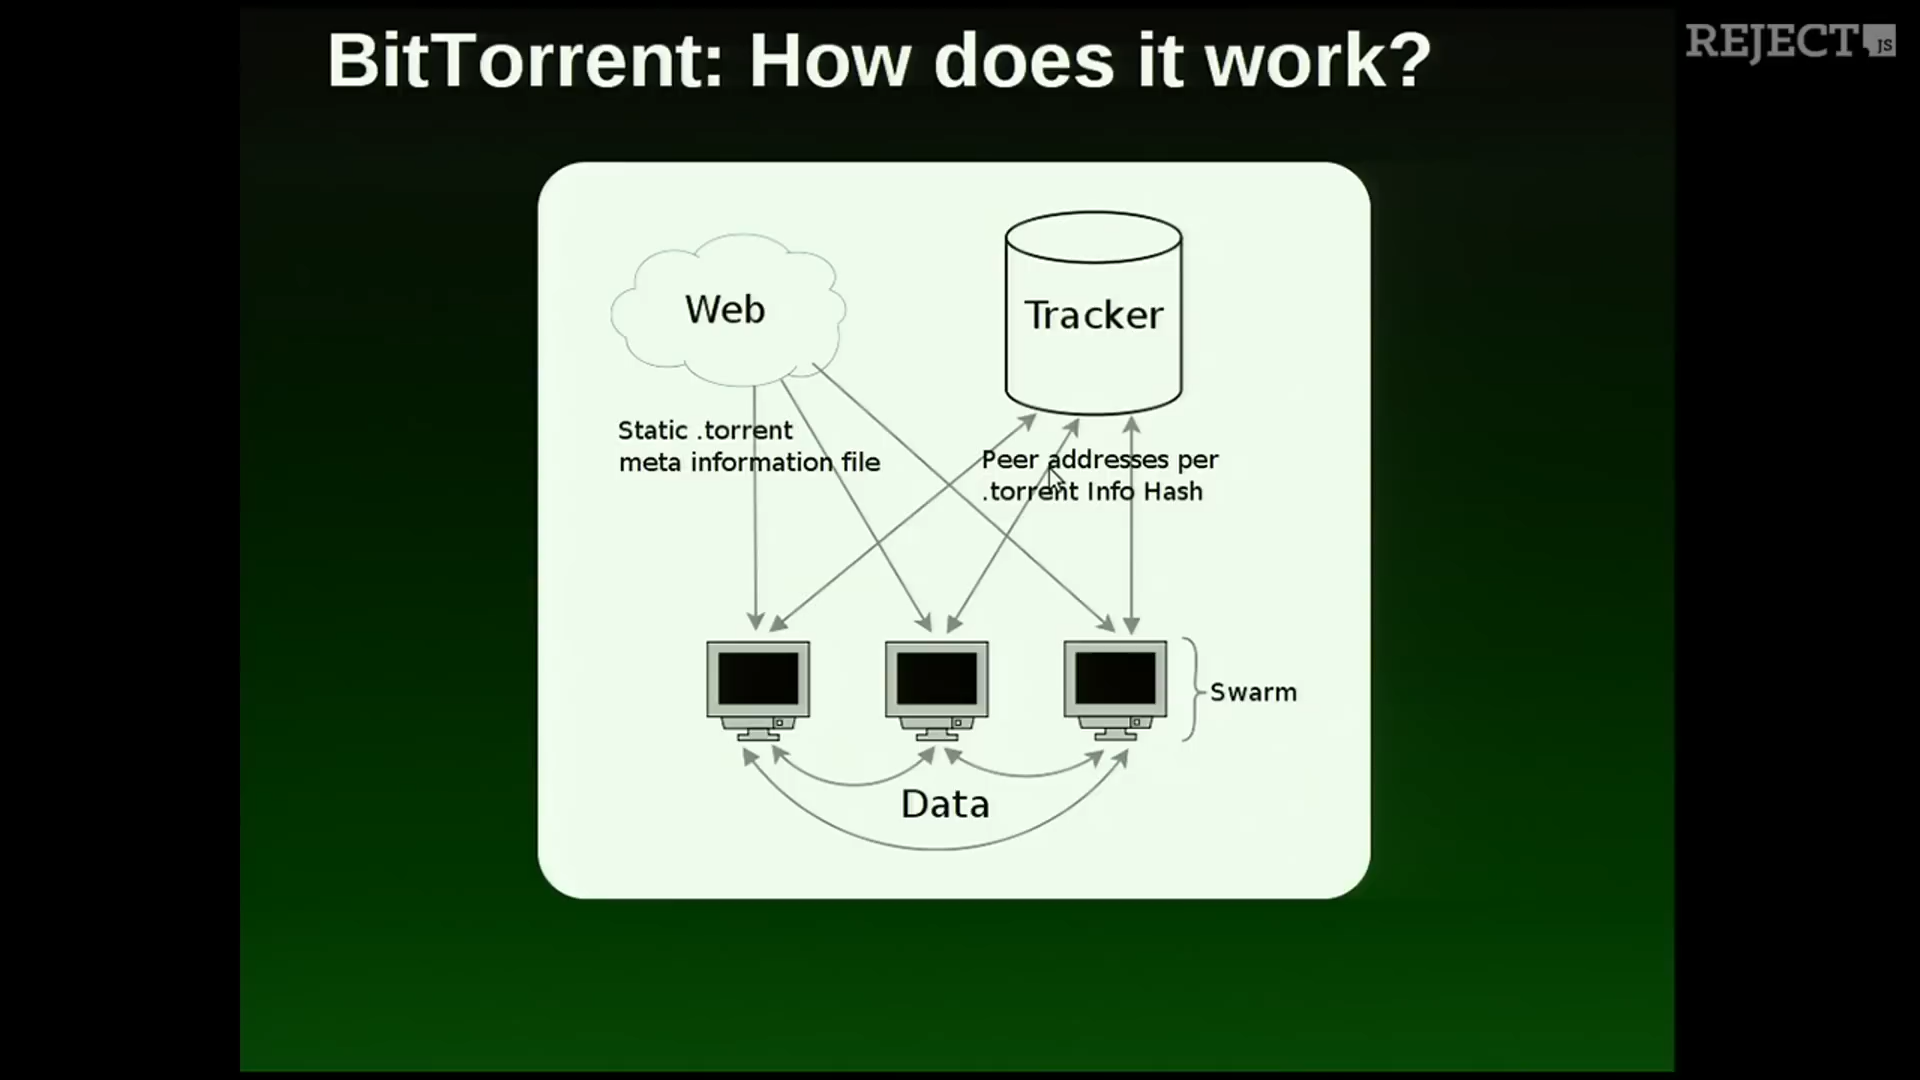 BitTorrent: How does it work?
REJECT JS
Web
Tracker
Static .torrent
meta information file
Peer addresses per
.torrent Info Hash
Swarm
Data